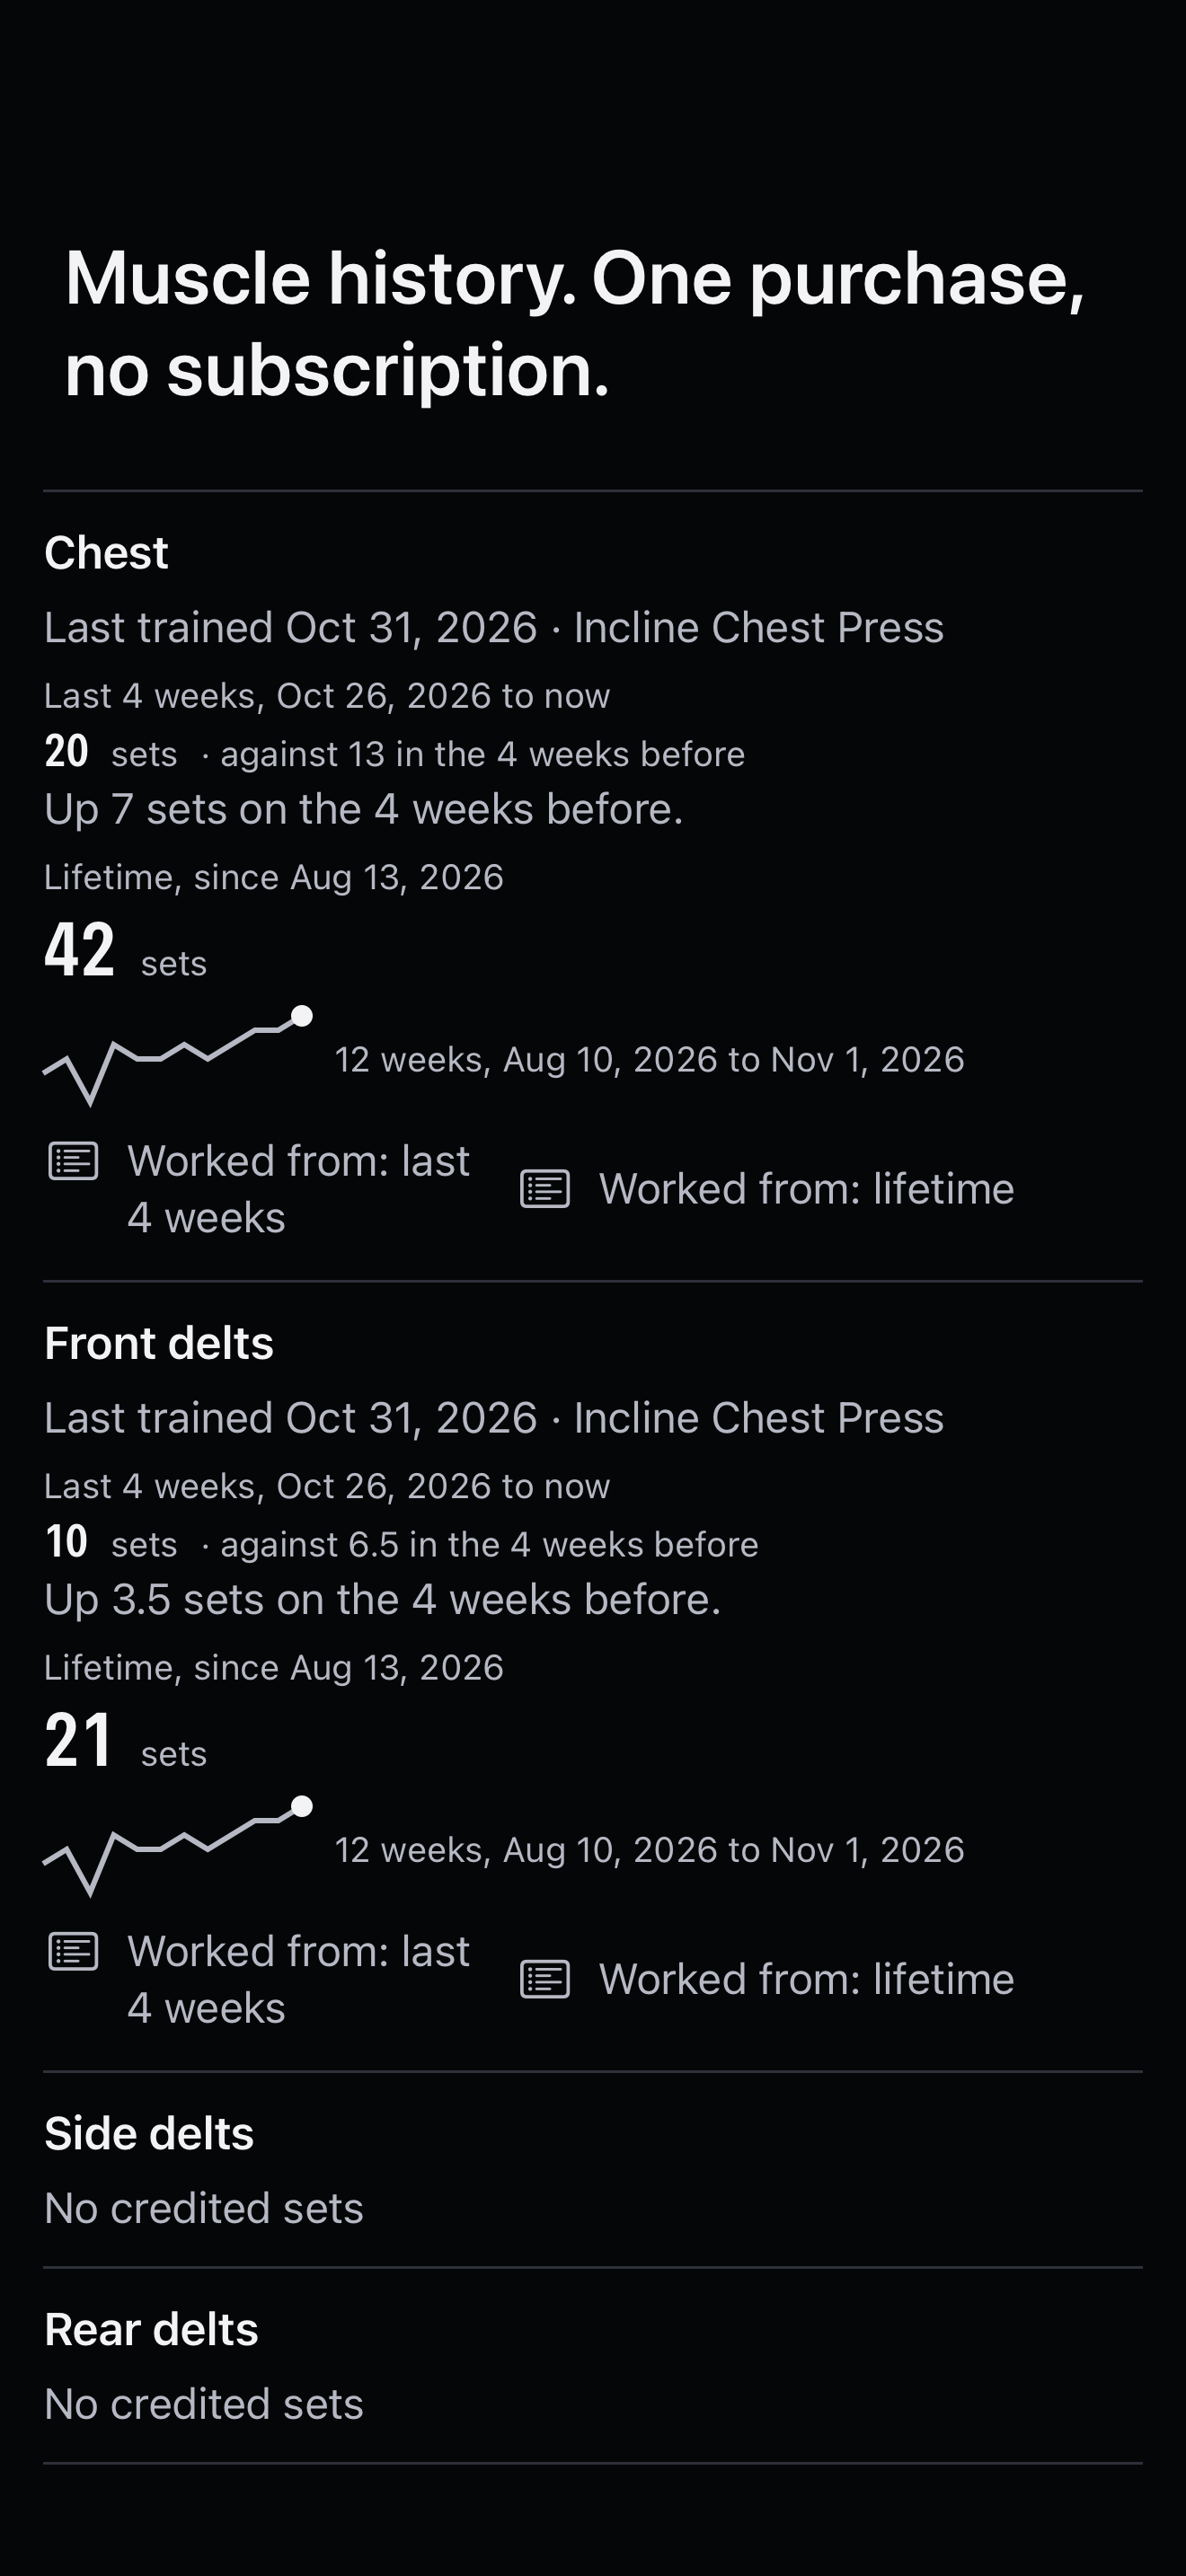 Muscle history. One purchase,
no subscription.
Chest
Last trained Oct 31, 2026 · Incline Chest Press
Last 4 weeks, Oct 26, 2026 to now
20 sets · against 13 in the 4 weeks before
Up 7 sets on the 4 weeks before.
Lifetime, since Aug 13, 2026
42 sets
12 weeks, Aug 10, 2026 to Nov 1, 2026
Worked from: last
4 weeks
Worked from: lifetime
Front delts
Last trained Oct 31, 2026 · Incline Chest Press
Last 4 weeks, Oct 26, 2026 to now
10 sets · against 6.5 in the 4 weeks before
Up 3.5 sets on the 4 weeks before.
Lifetime, since Aug 13, 2026
21 sets
12 weeks, Aug 10, 2026 to Nov 1, 2026
Worked from: last
4 weeks
Worked from: lifetime
Side delts
No credited sets
Rear delts
No credited sets